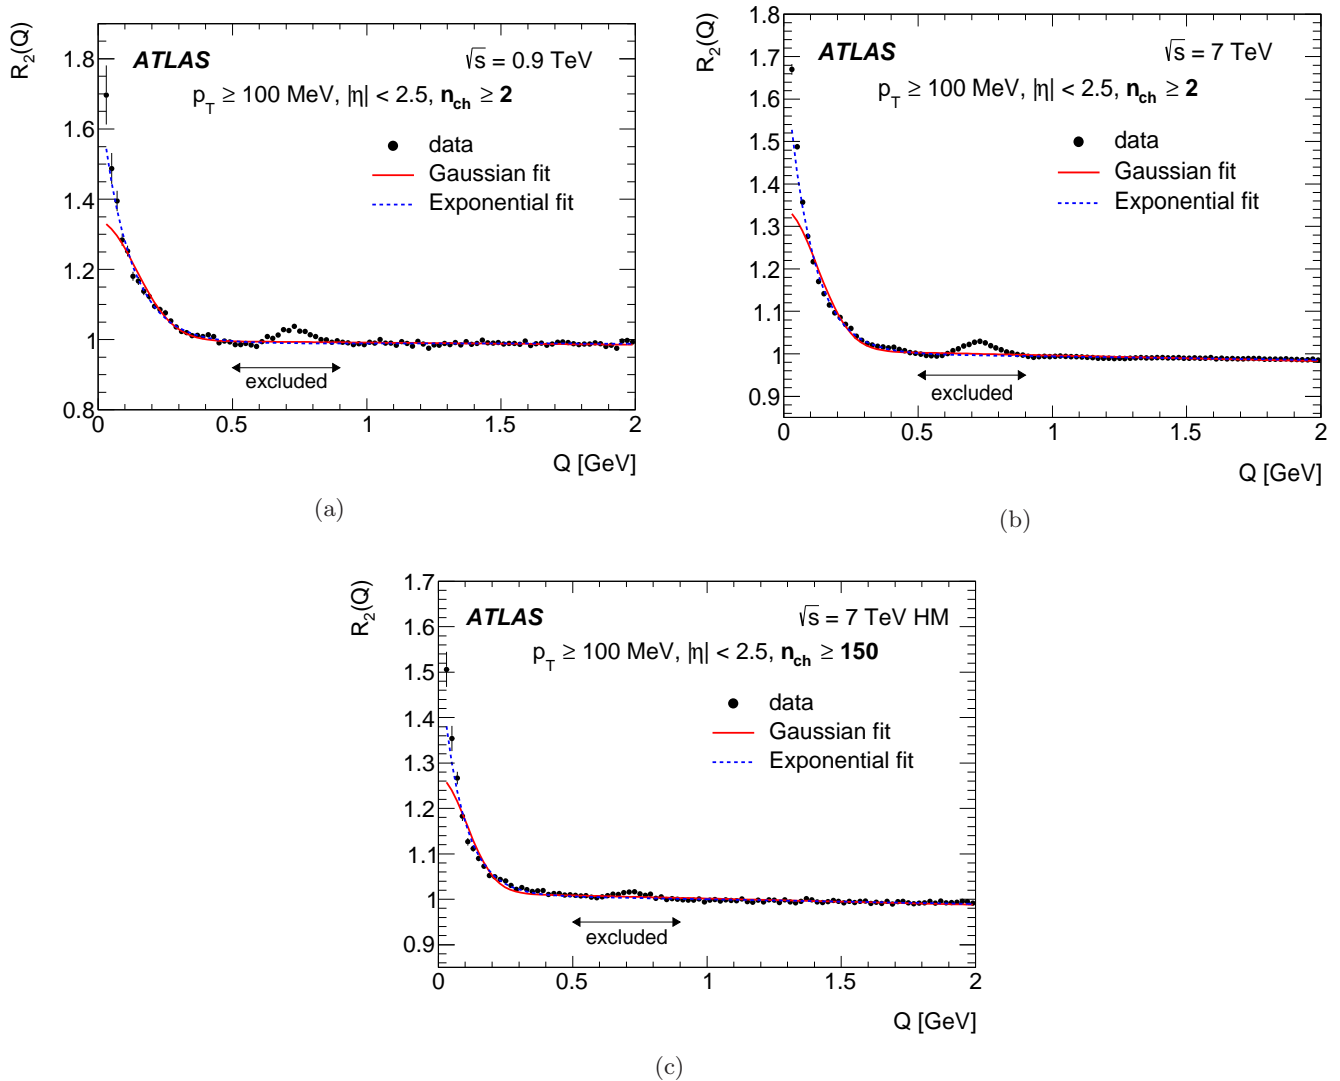 R₂(Q)
1.8
1.6
1.4
1.2
1
0.8
ATLAS
√s = 0.9 TeV
p_T ≥ 100 MeV, |η| < 2.5, n_ch ≥ 2
data
Gaussian fit
Exponential fit
excluded
0 0.5 1 1.5 2
Q [GeV]
(a)
R₂(Q)
1.8
1.7
1.6
1.5
1.4
1.3
1.2
1.1
1
0.9
ATLAS
√s = 7 TeV
p_T ≥ 100 MeV, |η| < 2.5, n_ch ≥ 2
data
Gaussian fit
Exponential fit
excluded
0 0.5 1 1.5 2
Q [GeV]
(b)
R₂(Q)
1.7
1.6
1.5
1.4
1.3
1.2
1.1
1
0.9
ATLAS
√s = 7 TeV HM
p_T ≥ 100 MeV, |η| < 2.5, n_ch ≥ 150
data
Gaussian fit
Exponential fit
excluded
0 0.5 1 1.5 2
Q [GeV]
(c)